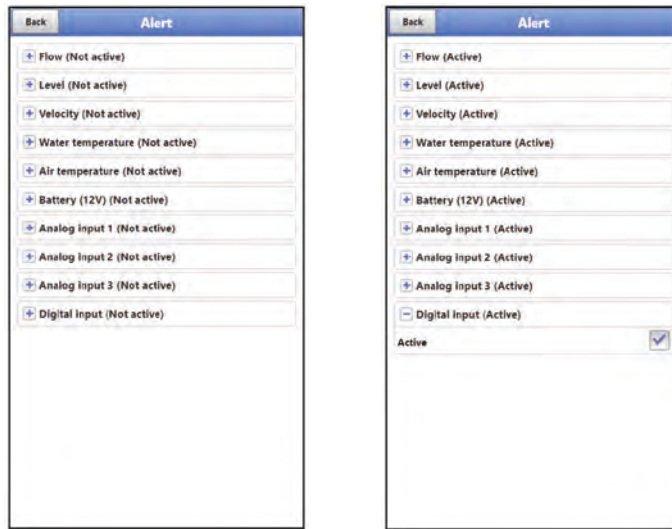 Back
Alert
Flow (Not active)
Level (Not active)
Velocity (Not active)
Water temperature (Not active)
Air temperature (Not active)
Battery (12V) (Not active)
Analog input 1 (Not active)
Analog input 2 (Not active)
Analog input 3 (Not active)
Digital input (Not active)
Back
Alert
Flow (Active)
Level (Active)
Velocity (Active)
Water temperature (Active)
Air temperature (Active)
Battery (12V) (Active)
Analog input 1 (Active)
Analog input 2 (Active)
Analog input 3 (Active)
Digital input (Active)
Active